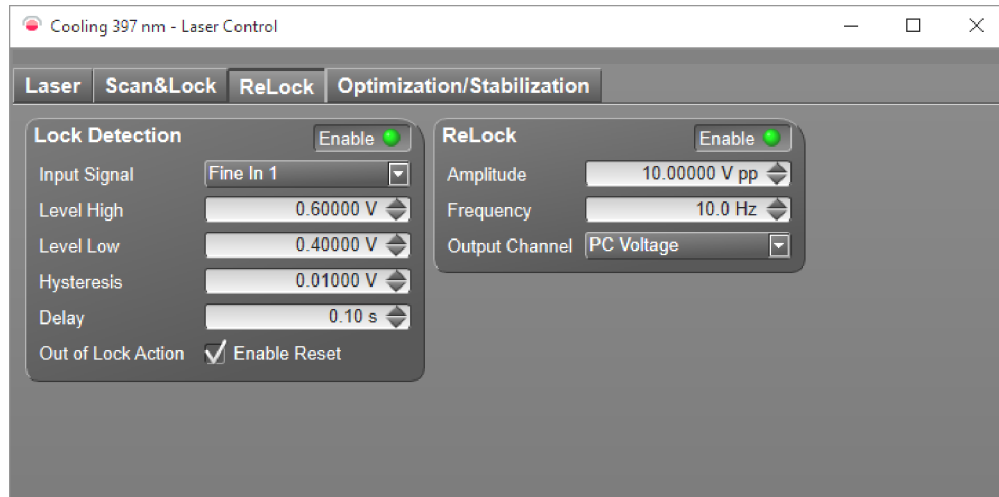 Cooling 397 nm - Laser Control
Laser Scan&Lock ReLock Optimization/Stabilization
Lock Detection Enable
Input Signal Fine In 1
Level High 0.60000 V
Level Low 0.40000 V
Hysteresis 0.01000 V
Delay 0.10 s
Out of Lock Action Enable Reset
ReLock Enable
Amplitude 10.00000 V pp
Frequency 10.0 Hz
Output Channel PC Voltage